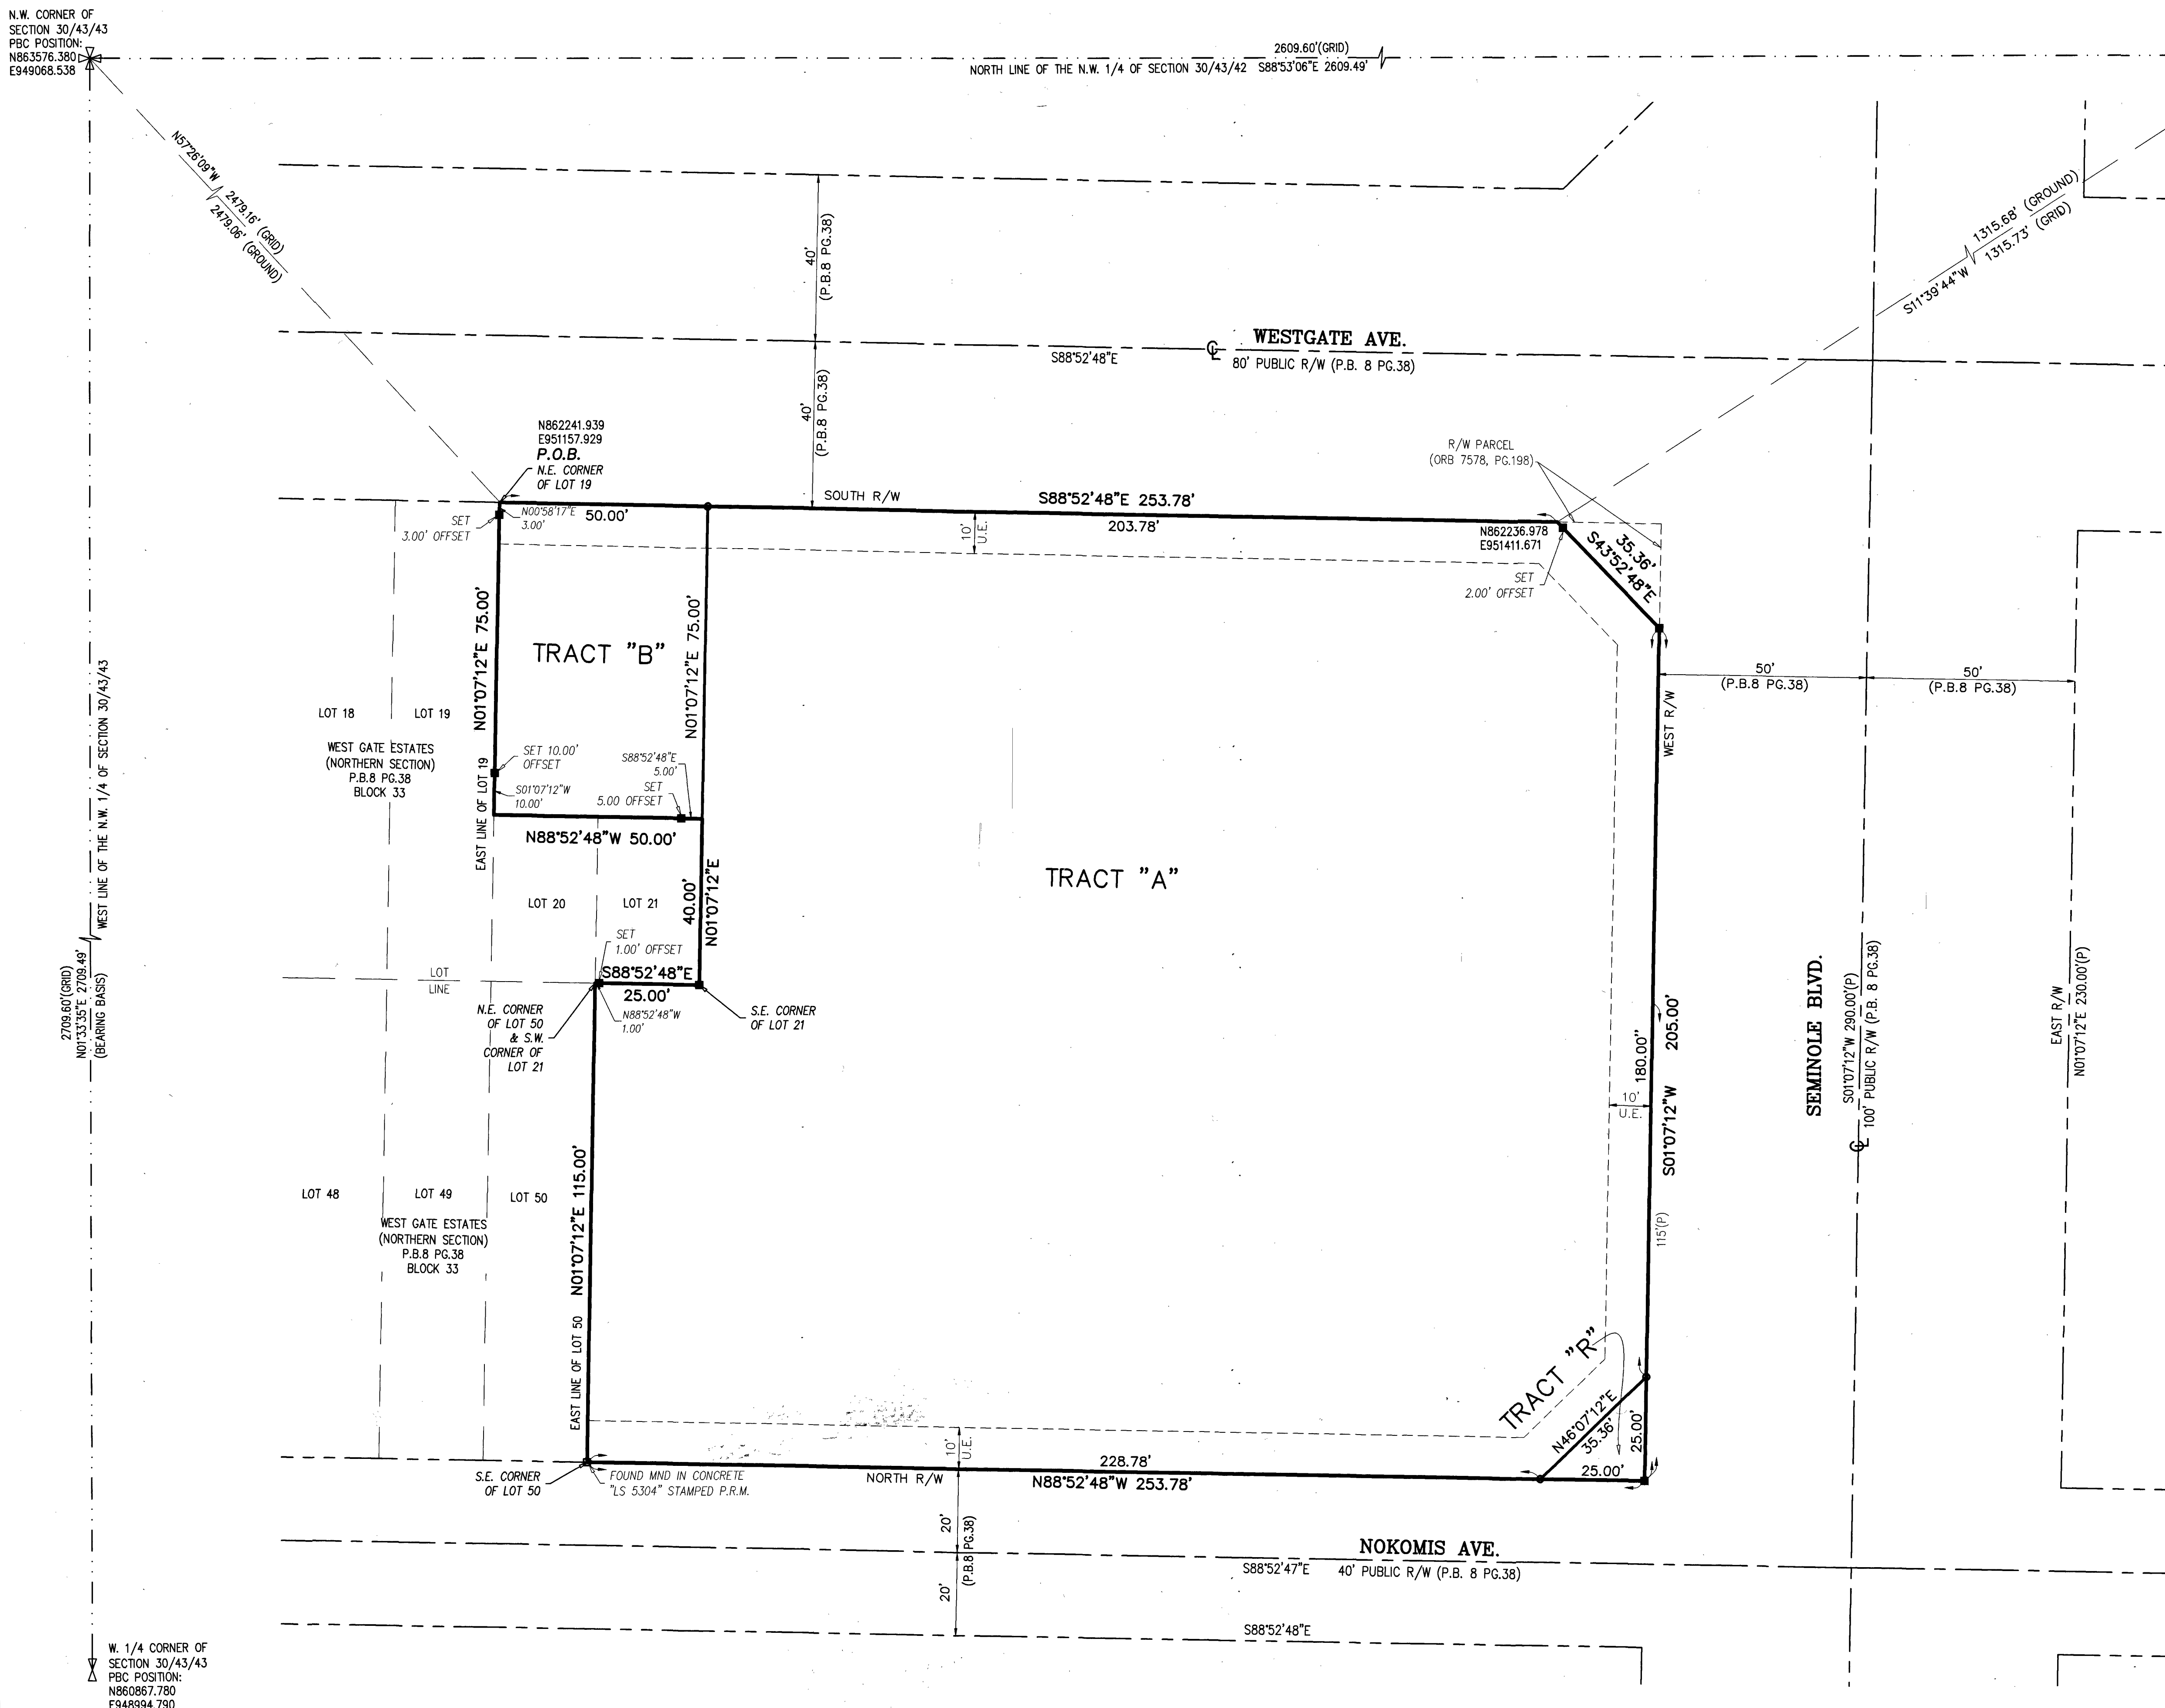 N.W. CORNER OF
SECTION 30/43/43
PBC POSITION:
N863576.380
E949068.538
2609.60'(GRID)
NORTH LINE OF THE N.W. 1/4 OF SECTION 30/43/42 S88°53'06"E 2609.49'
N57°26'09"W 2479.16' (GRID)
2479.06' (GROUND)
1315.68' (GROUND)
S11°39'44"W 1315.73' (GRID)
40'
(P.B.8 PG.38)
WESTGATE AVE.
S88°52'48"E
80' PUBLIC R/W (P.B. 8 PG.38)
40'
(P.B.8 PG.38)
N862241.939
E951157.929
P.O.B.
N.E. CORNER
OF LOT 19
R/W PARCEL
(ORB 7578, PG.198)
SOUTH R/W
S88°52'48"E 253.78'
SET
3.00' OFFSET
N00°58'17"E
3.00'
50.00'
203.78'
10'
U.E.
N862236.978
E951411.671
35.36'
S43°52'48"E
SET
2.00' OFFSET
N01°07'12"E 75.00'
TRACT "B"
N01°07'12"E 75.00'
50'
(P.B.8 PG.38)
50'
(P.B.8 PG.38)
WEST R/W
LOT 18
LOT 19
WEST GATE ESTATES
(NORTHERN SECTION)
P.B.8 PG.38
BLOCK 33
EAST LINE OF LOT 19
SET 10.00'
OFFSET
S01°07'12"W
10.00'
S88°52'48"E
5.00'
SET
5.00 OFFSET
N88°52'48"W 50.00'
TRACT "A"
LOT 20
LOT 21
40.00'
N01°07'12"E
SET
1.00' OFFSET
LOT
LINE
S88°52'48"E
25.00'
N88°52'48"W
1.00'
N.E. CORNER
OF LOT 50
& S.W.
CORNER OF
LOT 21
S.E. CORNER
OF LOT 21
WEST LINE OF THE N.W. 1/4 OF SECTION 30/43/43
2709.60'(GRID)
N01°33'35"E 2709.49'
(BEARING BASIS)
180.00"
S01°07'12"W 205.00'
10'
U.E.
115'(P)
SEMINOLE BLVD.
S01°07'12"W 290.00'(P)
100' PUBLIC R/W (P.B. 8 PG.38)
EAST R/W
N01°07'12"E 230.00'(P)
LOT 48
LOT 49
LOT 50
WEST GATE ESTATES
(NORTHERN SECTION)
P.B.8 PG.38
BLOCK 33
EAST LINE OF LOT 50 N01°07'12"E 115.00'
TRACT "R"
N46°07'12"E
35.36'
25.00'
25.00'
10'
U.E.
228.78'
NORTH R/W
N88°52'48"W 253.78'
S.E. CORNER
OF LOT 50
FOUND MND IN CONCRETE
"LS 5304" STAMPED P.R.M.
20'
(P.B.8 PG.38)
20'
NOKOMIS AVE.
S88°52'47"E 40' PUBLIC R/W (P.B. 8 PG.38)
S88°52'48"E
W. 1/4 CORNER OF
SECTION 30/43/43
PBC POSITION:
N860867.780
E948994.790